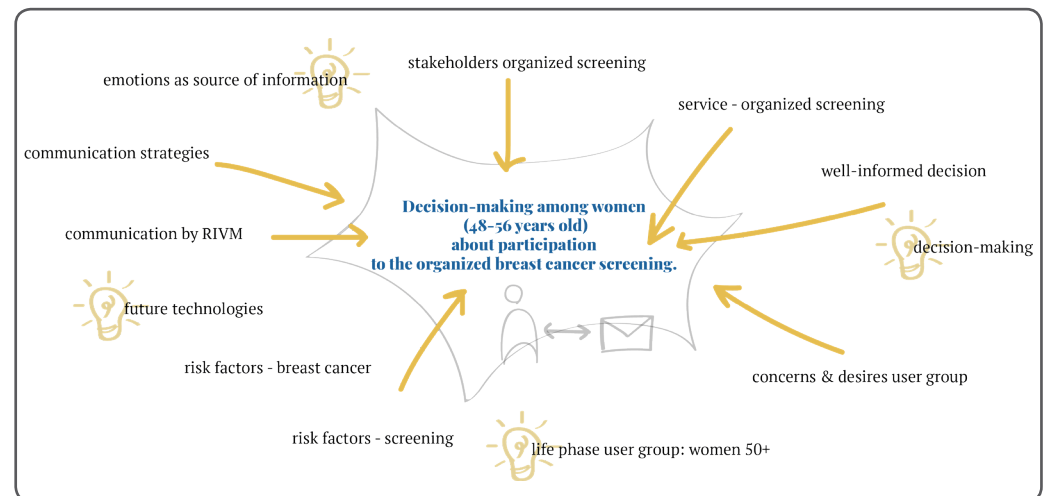 stakeholders organized screening
emotions as source of information
service - organized screening
communication strategies
well-informed decision
Decision-making among women
(48-56 years old)
about participation
to the organized breast cancer screening.
communication by RIVM
decision-making
future technologies
risk factors - breast cancer
concerns & desires user group
risk factors - screening
life phase user group: women 50+